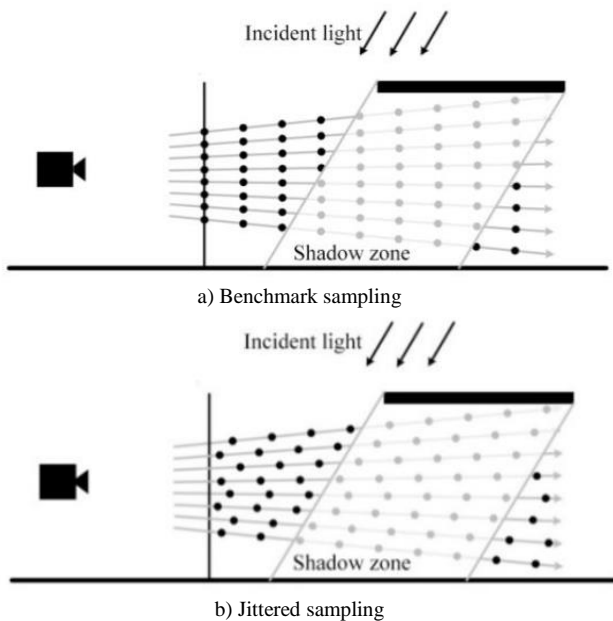 Incident light
Shadow zone
a) Benchmark sampling
Incident light
Shadow zone
b) Jittered sampling